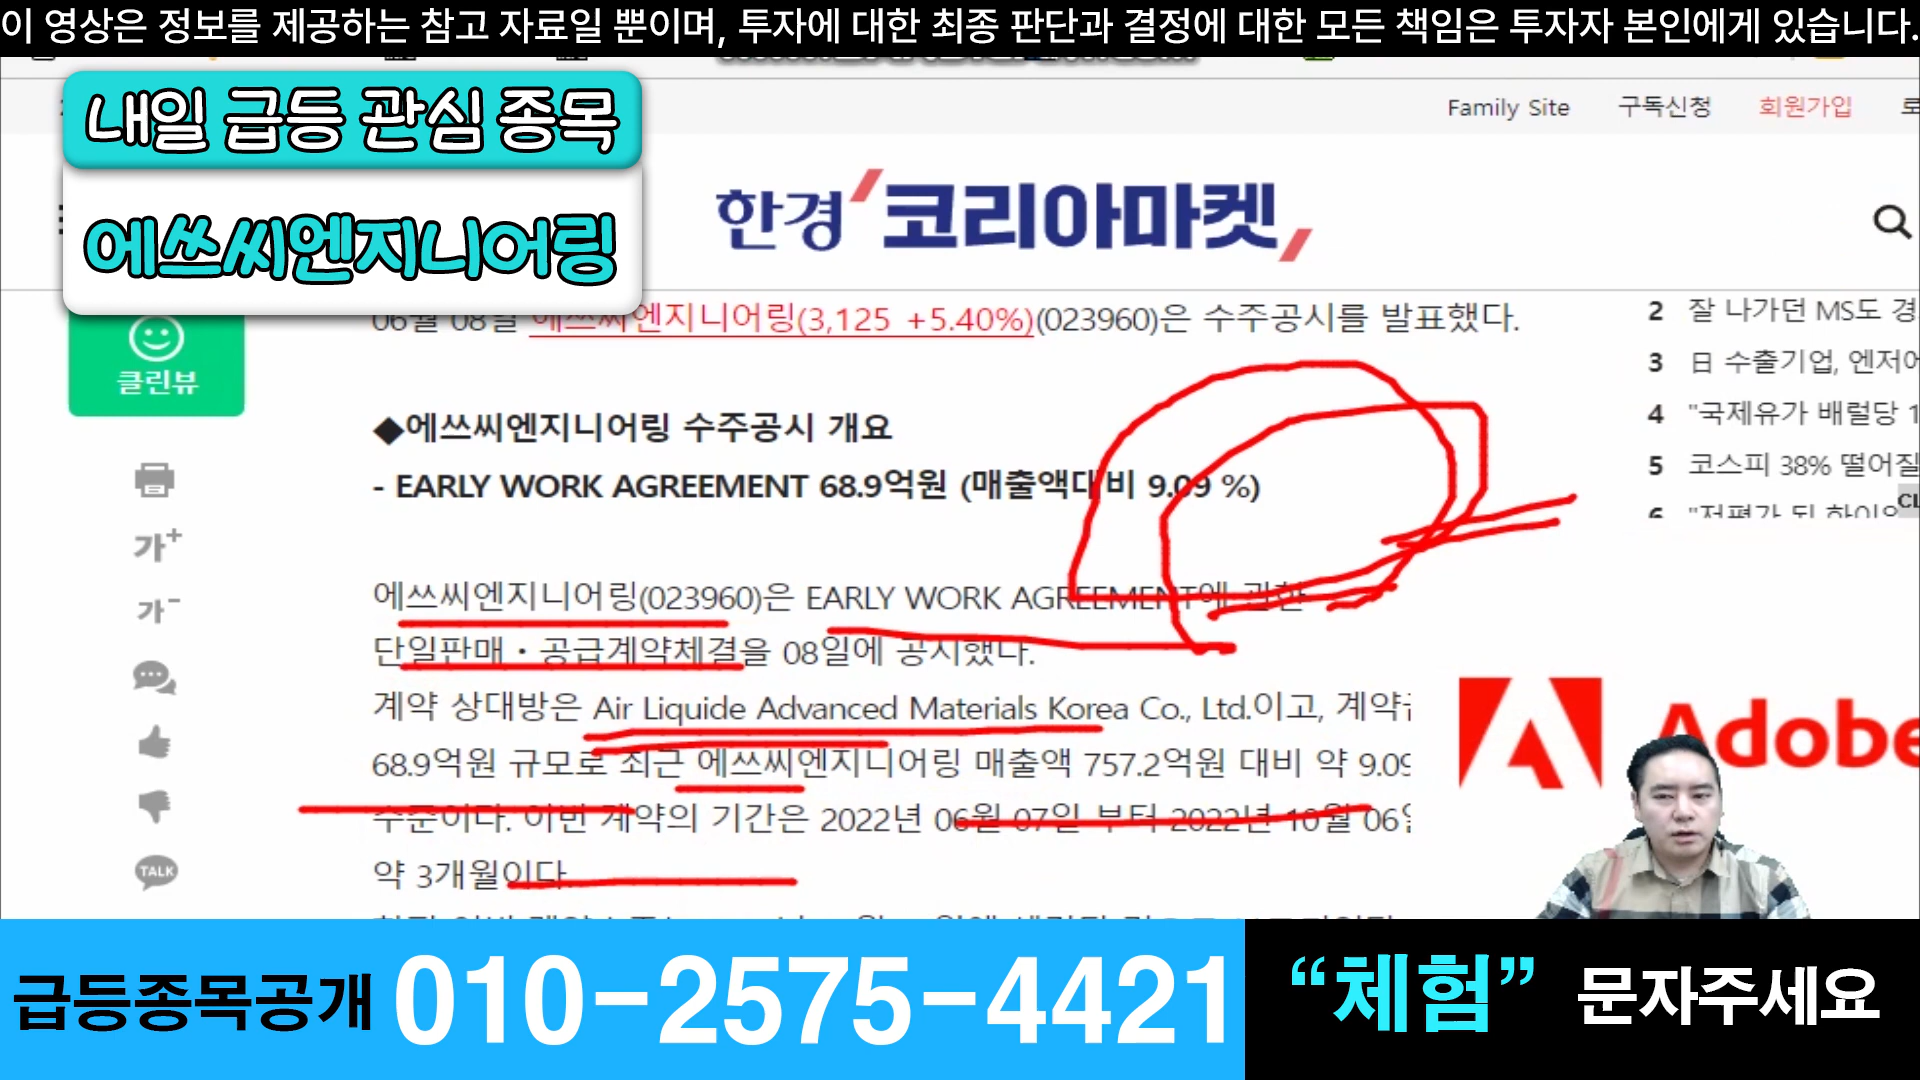 이 영상은 정보를 제공하는 참고 자료일 뿐이며, 투자에 대한 최종 판단과 결정에 대한 모든 책임은 투자자 본인에게 있습니다.
내일 급등 관심 종목
에쓰씨엔지니어링
Family Site 구독신청 회원가입
한경 코리아마켓
06월 08일 에쓰씨엔지니어링(3,125 +5.40%)(023960)은 수주공시를 발표했다.
클린뷰
◆에쓰씨엔지니어링 수주공시 개요
- EARLY WORK AGREEMENT 68.9억원 (매출액대비 9.09 %)
에쓰씨엔지니어링(023960)은 EARLY WORK AGREEMENT에 관한
단일판매・공급계약체결을 08일에 공시했다.
계약 상대방은 Air Liquide Advanced Materials Korea Co., Ltd.이고,
68.9억원 규모로 최근 에쓰씨엔지니어링 매출액 757.2억원 대비 약 9.09
수준이다. 이번 계약의 기간은 2022년 06월 07일 부터 2022년 10월 06일
약 3개월이다.
가+
가-
TALK
2 잘 나가던 MS도
3 日 수출기업,
4 "국제유가 배럴당
5 코스피 38%
6
CL
Adobe
급등종목공개 010-2575-4421 “체험” 문자주세요